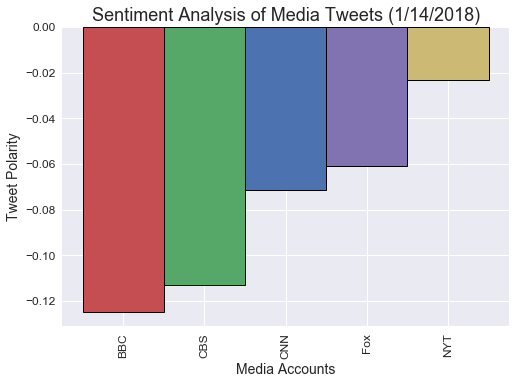 Sentiment Analysis of Media Tweets (1/14/2018)
Tweet Polarity
0.00
−0.02
−0.04
−0.06
−0.08
−0.10
−0.12
BBC
CBS
CNN
Fox
NYT
Media Accounts